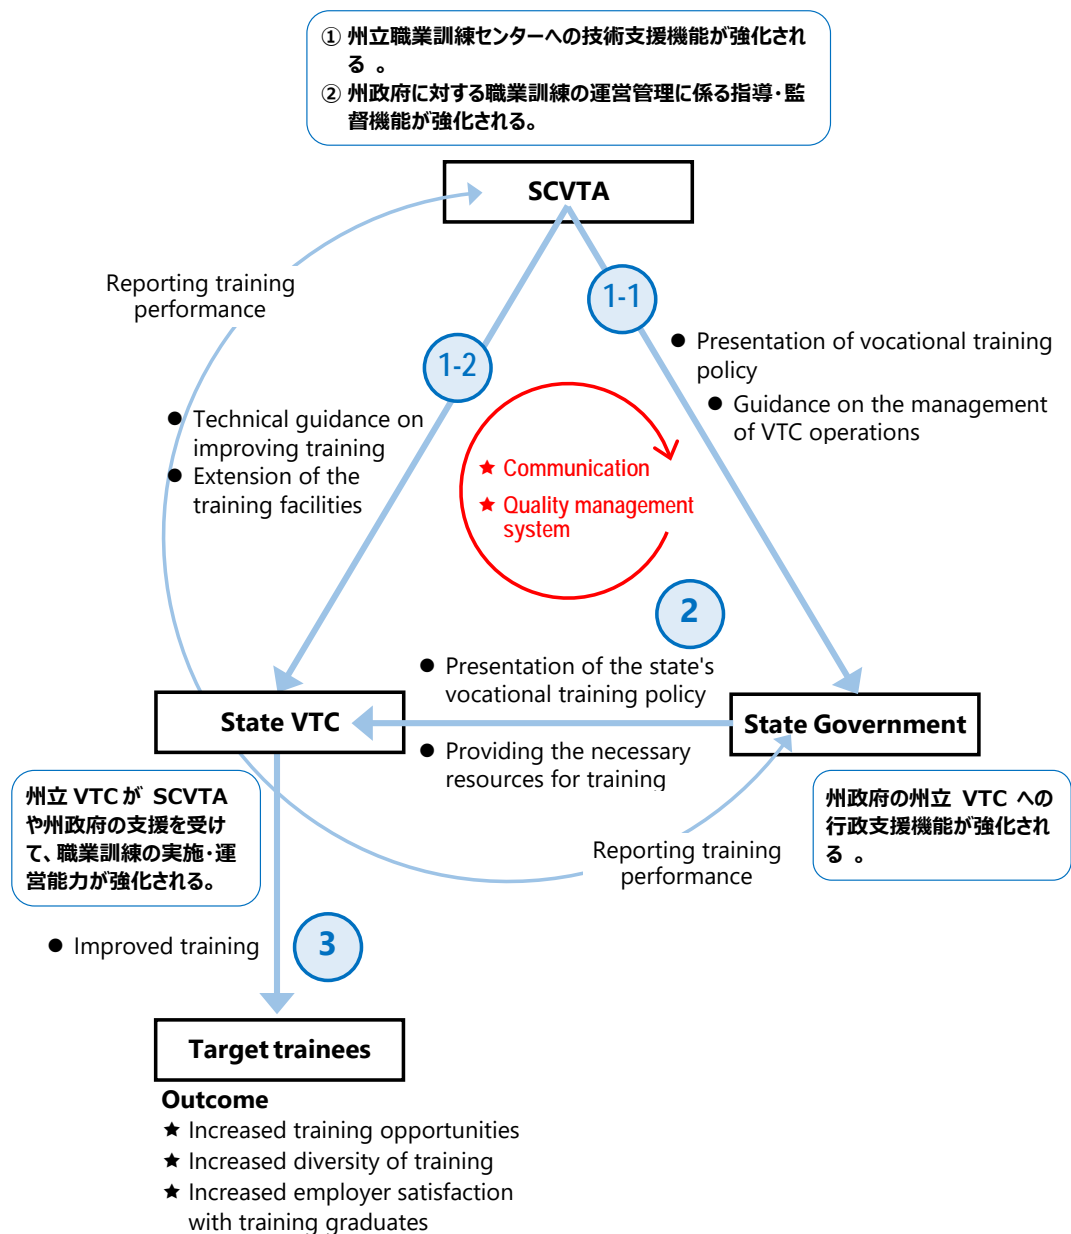 ① 州立職業訓練センターへの技術支援機能が強化され
る 。
② 州政府に対する職業訓練の運営管理に係る指導・監
督機能が強化される。
SCVTA
Reporting training
performance
1-1
1-2
● Presentation of vocational training
policy
● Guidance on the management
of VTC operations
● Technical guidance on
improving training
● Extension of the
training facilities
★ Communication
★ Quality management
system
2
● Presentation of the state's
vocational training policy
State VTC
State Government
● Providing the necessary
resources for training
州立 VTC が SCVTA
や州政府の支援を受け
て、職業訓練の実施・運
営能力が強化される。
州政府の州立 VTC への
行政支援機能が強化され
る 。
Reporting training
performance
● Improved training
3
Target trainees
Outcome
★ Increased training opportunities
★ Increased diversity of training
★ Increased employer satisfaction
with training graduates